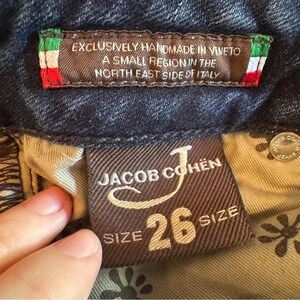 EXCLUSIVELY HANDMADE IN VENETO
A SMALL REGION IN THE
NORTH EAST SIDE OF ITALY
J
JACOB COHËN
SIZE 26 SIZE